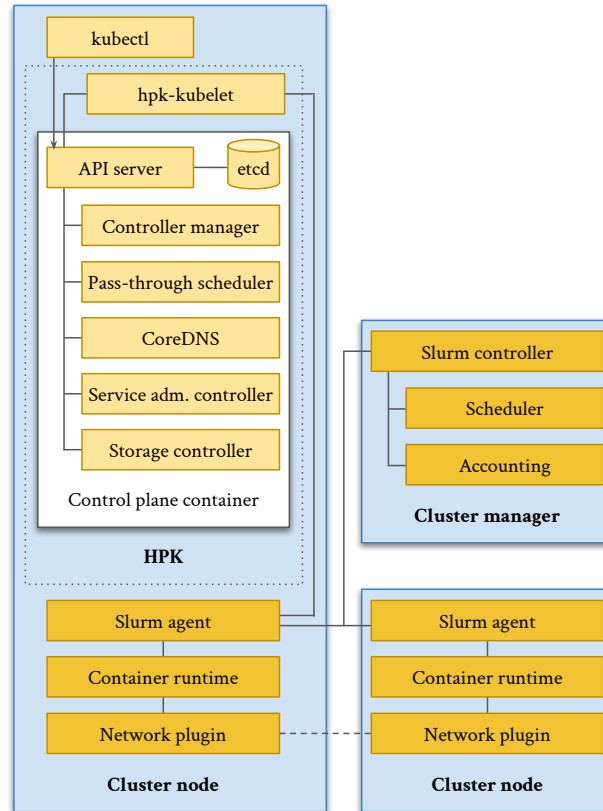 kubectl
hpk-kubelet
API server
etcd
Controller manager
Pass-through scheduler
CoreDNS
Service adm. controller
Storage controller
Control plane container
HPK
Slurm agent
Container runtime
Network plugin
Cluster node
Slurm controller
Scheduler
Accounting
Cluster manager
Slurm agent
Container runtime
Network plugin
Cluster node